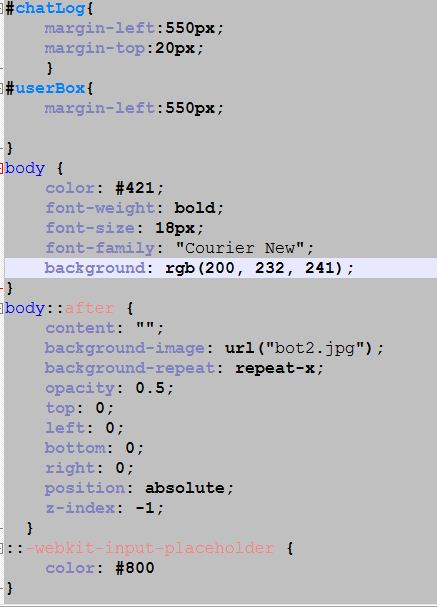 #chatLog{
margin-left:550px;
margin-top:20px;
}
#userBox{
margin-left:550px;
}
body {
color: #421;
font-weight: bold;
font-size: 18px;
font-family: "Courier New";
background: rgb(200, 232, 241);
}
body::after {
content: "";
background-image: url("bot2.jpg");
background-repeat: repeat-x;
opacity: 0.5;
top: 0;
left: 0;
bottom: 0;
right: 0;
position: absolute;
z-index: -1;
}
::-webkit-input-placeholder {
color: #800
}